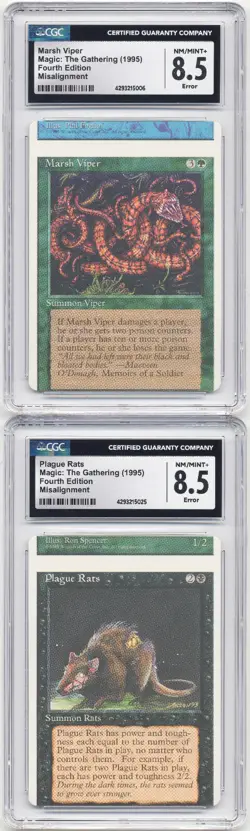 CGC
CERTIFIED GUARANTY COMPANY
Marsh Viper
Magic: The Gathering (1995)
Fourth Edition
Misalignment
4293215006
NM/MINT+
8.5
Error
Marsh Viper
3
Summon Viper
If Marsh Viper damages a player,
he or she gets two poison counters.
If a player has ten or more poison
counters, he or she loses the game.
"All we had left were their black and
bloated bodies." —Maeveen
O'Donagh, Memoirs of a Soldier
CGC
CERTIFIED GUARANTY COMPANY
Plague Rats
Magic: The Gathering (1995)
Fourth Edition
Misalignment
4293215025
NM/MINT+
8.5
Error
Illus. Ron Spencer
1/2
Plague Rats
2
Summon Rats
Plague Rats has power and tough-
ness each equal to the number of
Plague Rats in play, no matter who
controls them. For example, if
there are two Plague Rats in play,
each has power and toughness 2/2.
During the dark times, the rats seemed
to grow ever stronger.